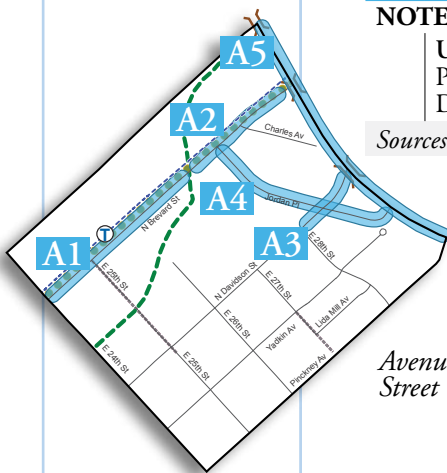 NOTE
U
P
D
Sources
A5
A2
Charles Av
A4
Jordan Pl
N Brevard St
T
A1
A3
E 28th St
E 25th St
N Davidson St
E 27th St
Lida Mill Av
E 26th St
Yadkin Av
E 24th St
E 25th St
Pinckney Av
Avenu
Street